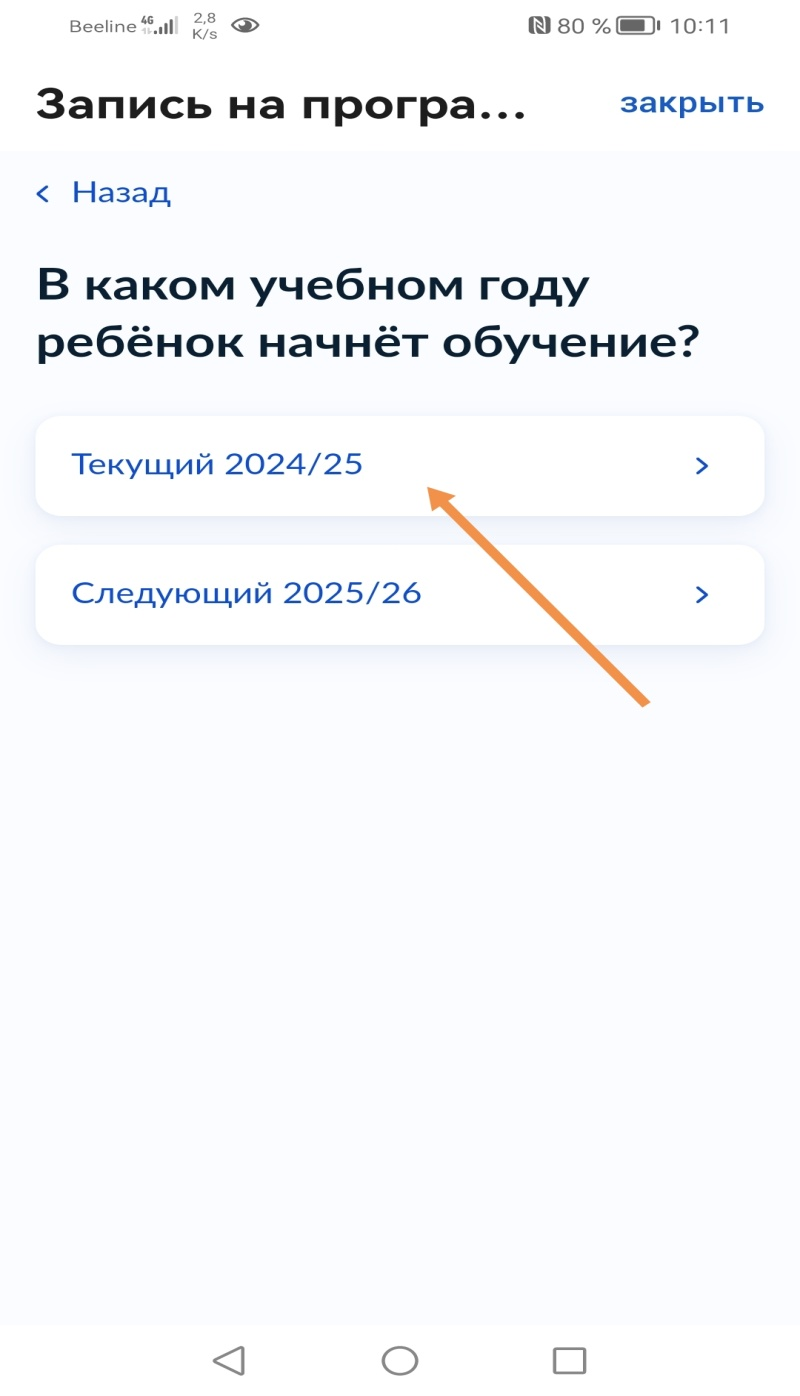 Beeline 4G 2,8 K/s 80 % 10:11
Запись на програ... закрыть
Назад
В каком учебном году
ребёнок начнёт обучение?
Текущий 2024/25
Следующий 2025/26